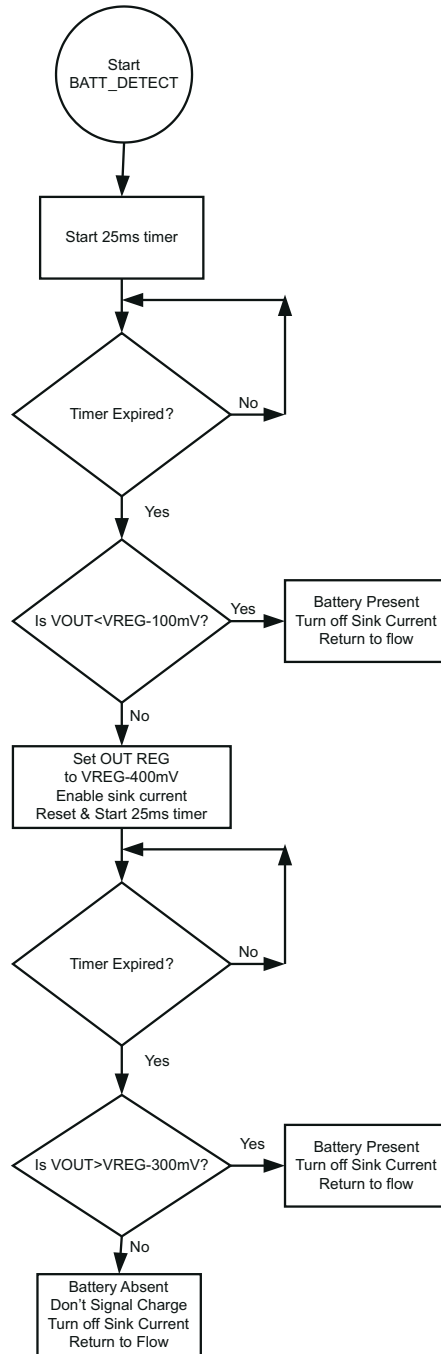 Start
BATT_DETECT
Start 25ms timer
Timer Expired?
No
Yes
Is VOUT<VREG-100mV?
Yes
Battery Present
Turn off Sink Current
Return to flow
No
Set OUT REG
to VREG-400mV
Enable sink current
Reset & Start 25ms timer
Timer Expired?
No
Yes
Is VOUT>VREG-300mV?
Yes
Battery Present
Turn off Sink Current
Return to flow
No
Battery Absent
Don't Signal Charge
Turn off Sink Current
Return to Flow